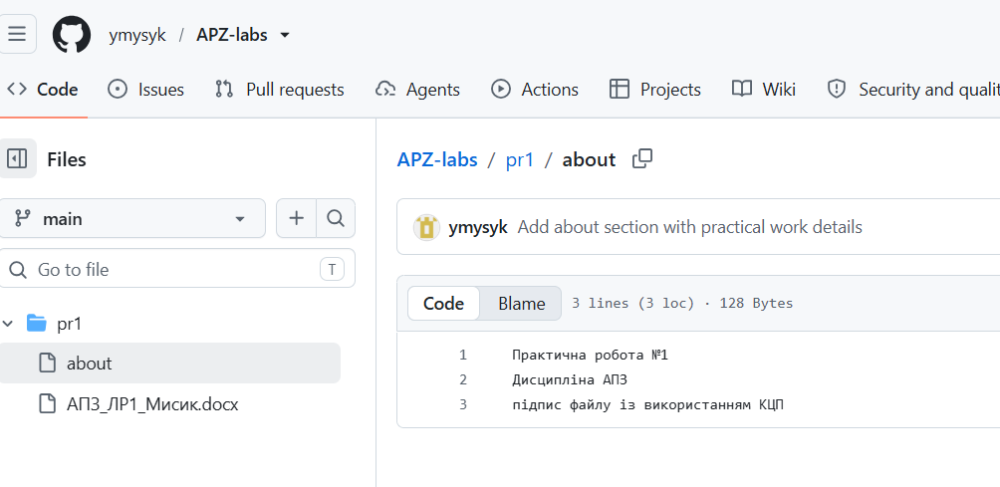 ymysyk / APZ-labs
Code Issues Pull requests Agents Actions Projects Wiki Security and qualit
Files
main
Go to file T
pr1
about
АПЗ_ЛР1_Мисик.docx
APZ-labs / pr1 / about
ymysyk Add about section with practical work details
Code Blame 3 lines (3 loc) · 128 Bytes
1 Практична робота №1
2 Дисципліна АПЗ
3 підпис файлу із використанням КЦП